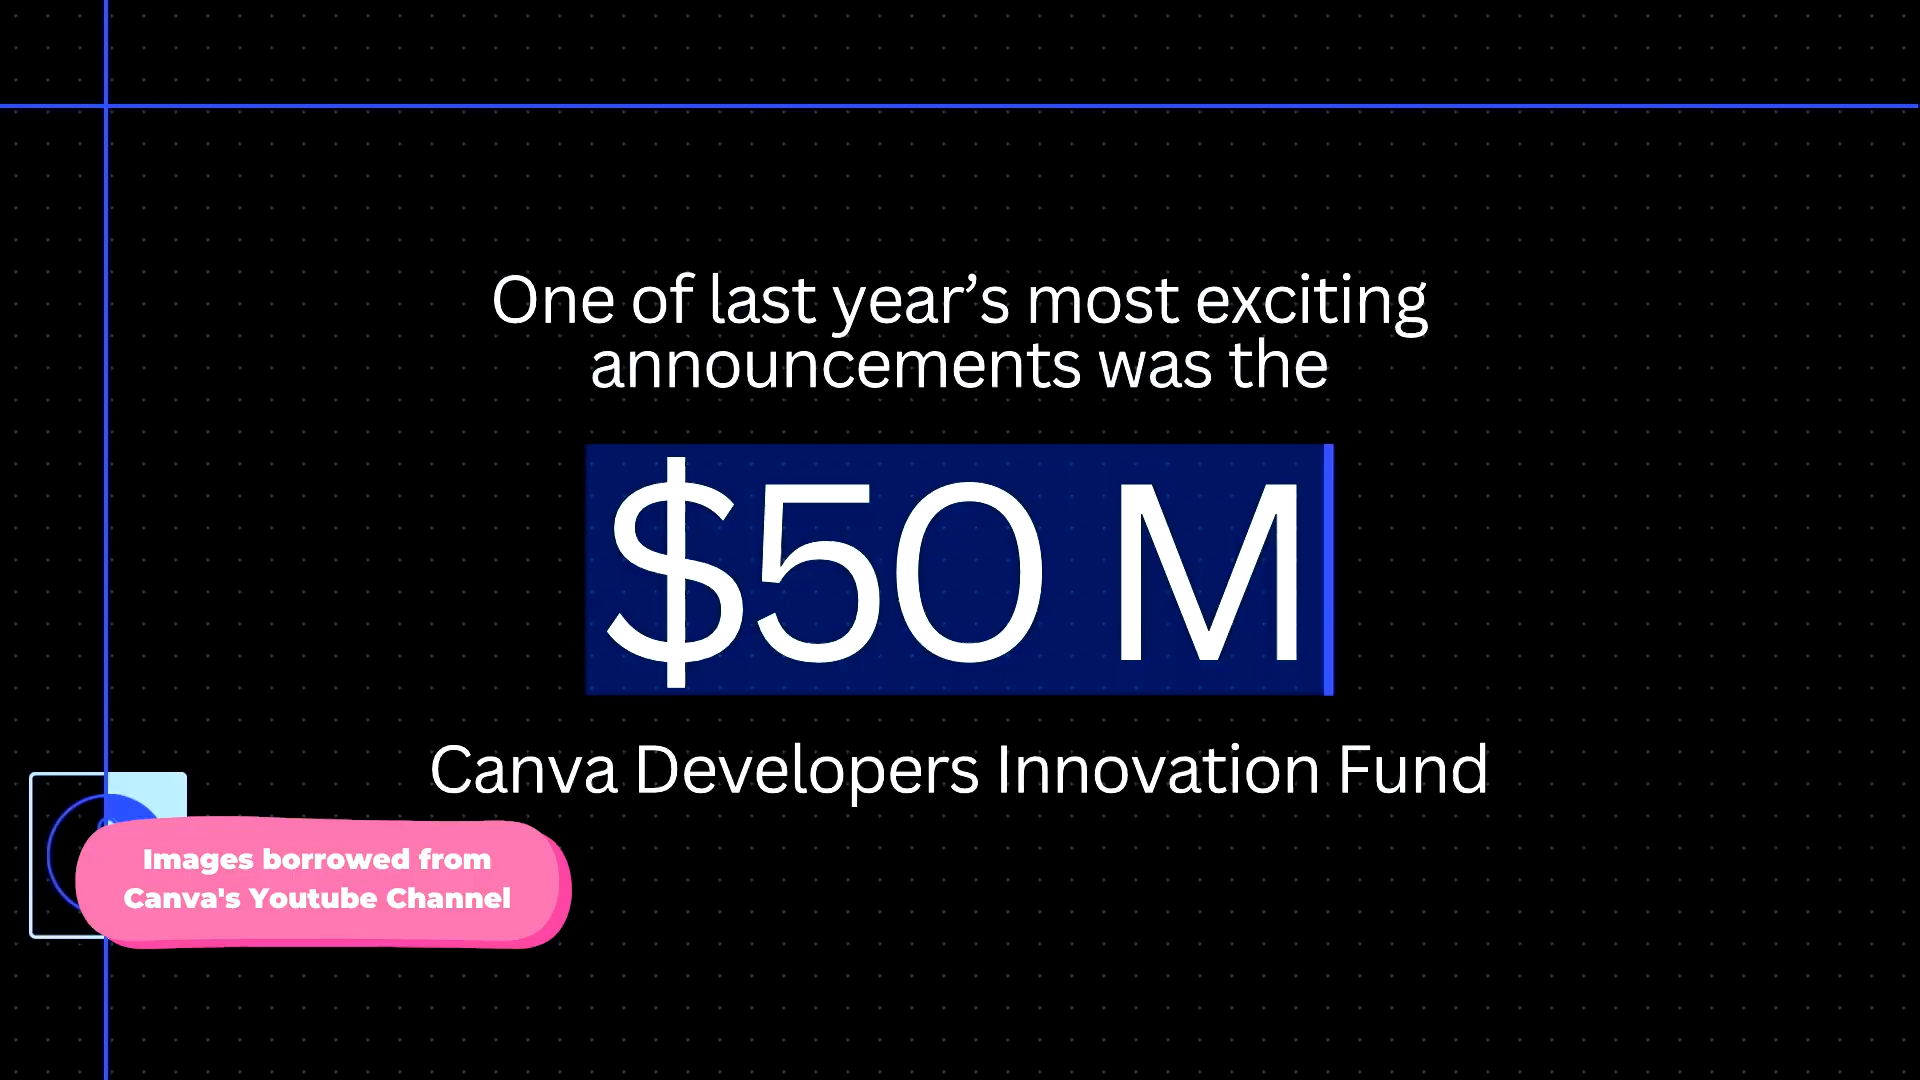 One of last year’s most exciting
announcements was the
$50 M
Canva Developers Innovation Fund
Images borrowed from
Canva's Youtube Channel